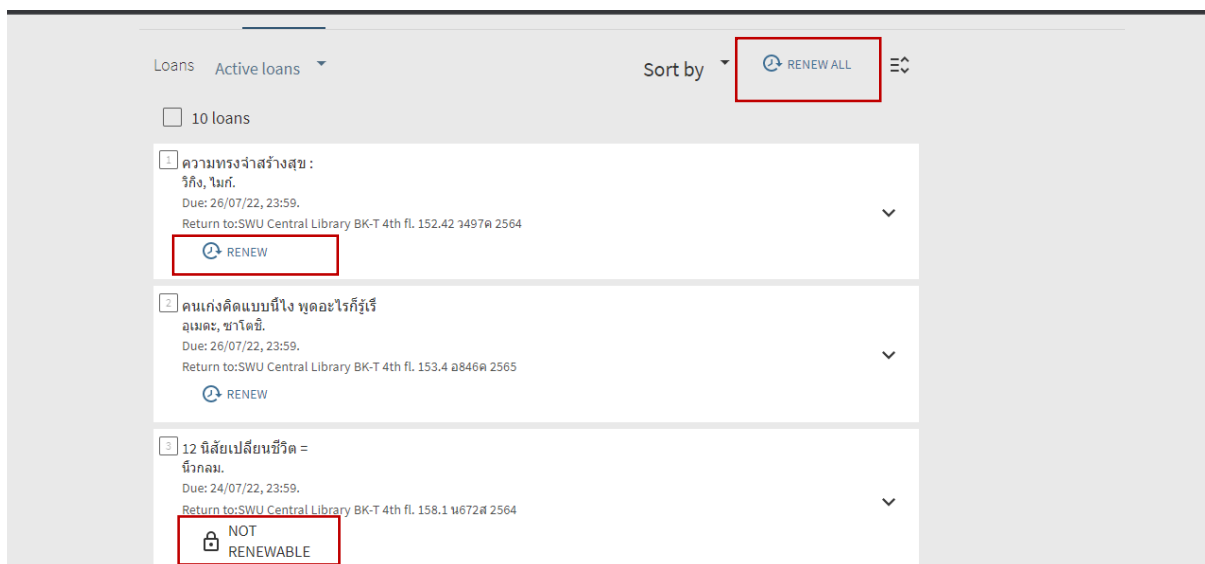 Loans Active loans Sort by RENEW ALL
10 loans
1 ความทรงจำสร้างสุข :
วิกิง, ไมก์.
Due: 26/07/22, 23:59.
Return to:SWU Central Library BK-T 4th fl. 152.42 ว497ค 2564
RENEW
2 คนเก่งคิดแบบนี้ไง พูดอะไรก็รู้เรื่
อุเมดะ, ซาโตชิ.
Due: 26/07/22, 23:59.
Return to:SWU Central Library BK-T 4th fl. 153.4 อ846ค 2565
RENEW
3 12 นิสัยเปลี่ยนชีวิต =
นิ้วกลม.
Due: 24/07/22, 23:59.
Return to:SWU Central Library BK-T 4th fl. 158.1 น672ส 2564
NOT
RENEWABLE